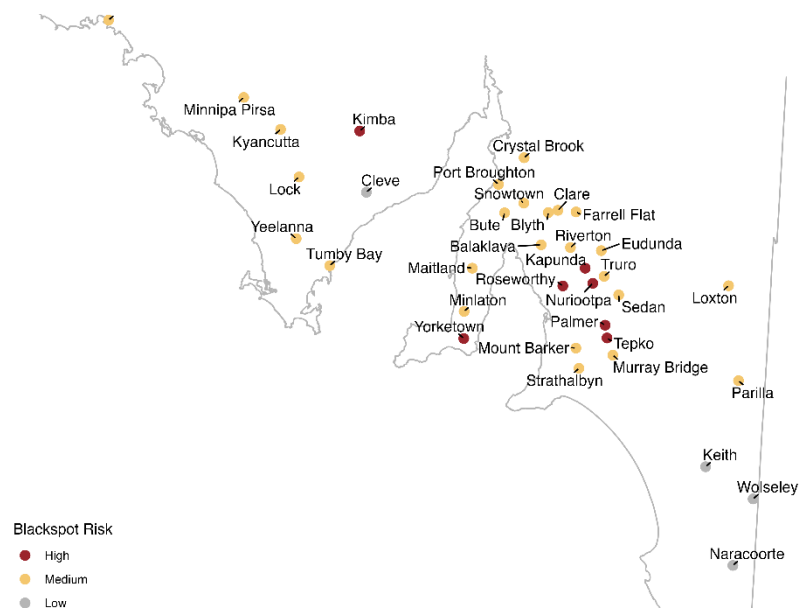 Minnipa Pirsa
Kimba
Kyancutta
Crystal Brook
Port Broughton
Cleve
Lock
Snowtown
Clare
Farrell Flat
Bute
Blyth
Yeelanna
Riverton
Balaklava
Eudunda
Tumby Bay
Kapunda
Maitland
Truro
Roseworthy
Loxton
Minlaton
Nuriootpa
Sedan
Yorketown
Palmer
Tepko
Mount Barker
Murray Bridge
Strathalbyn
Parilla
Keith
Wolseley
Naracoorte
Blackspot Risk
High
Medium
Low